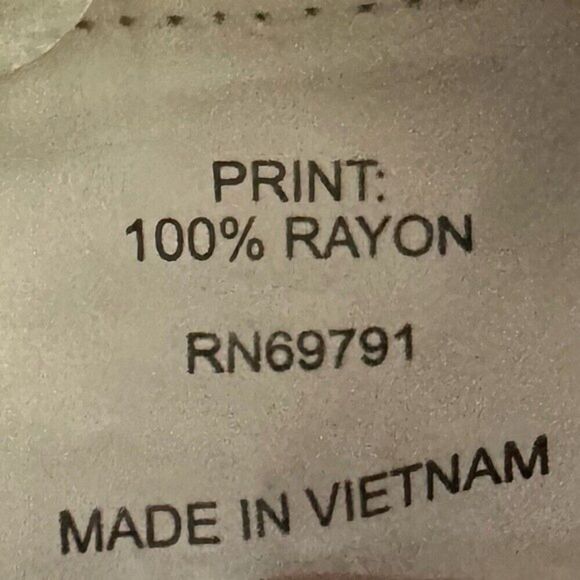 PRINT:
100% RAYON
RN69791
MADE IN VIETNAM